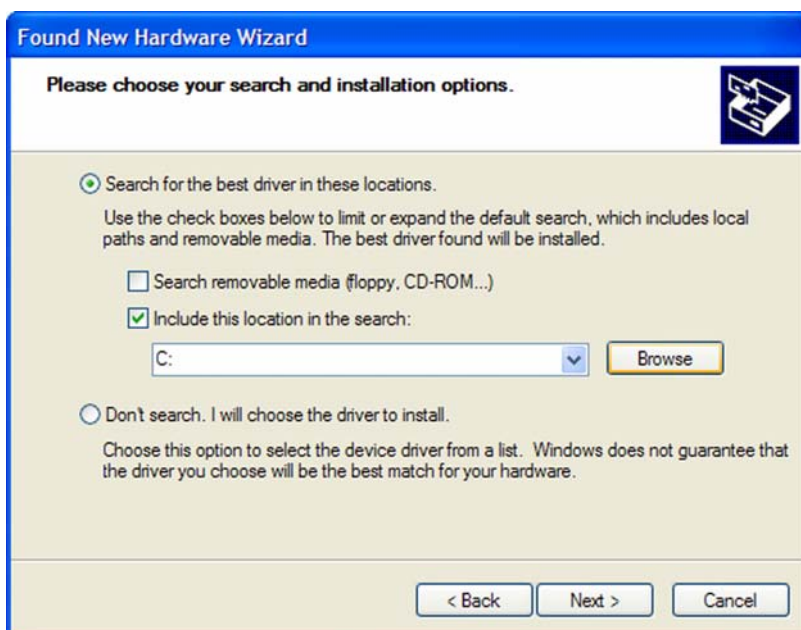 Found New Hardware Wizard
Please choose your search and installation options.
Search for the best driver in these locations.
Use the check boxes below to limit or expand the default search, which includes local
paths and removable media. The best driver found will be installed.
Search removable media (floppy, CD-ROM...)
Include this location in the search:
C:
Browse
Don't search. I will choose the driver to install.
Choose this option to select the device driver from a list. Windows does not guarantee that
the driver you choose will be the best match for your hardware.
< Back
Next >
Cancel